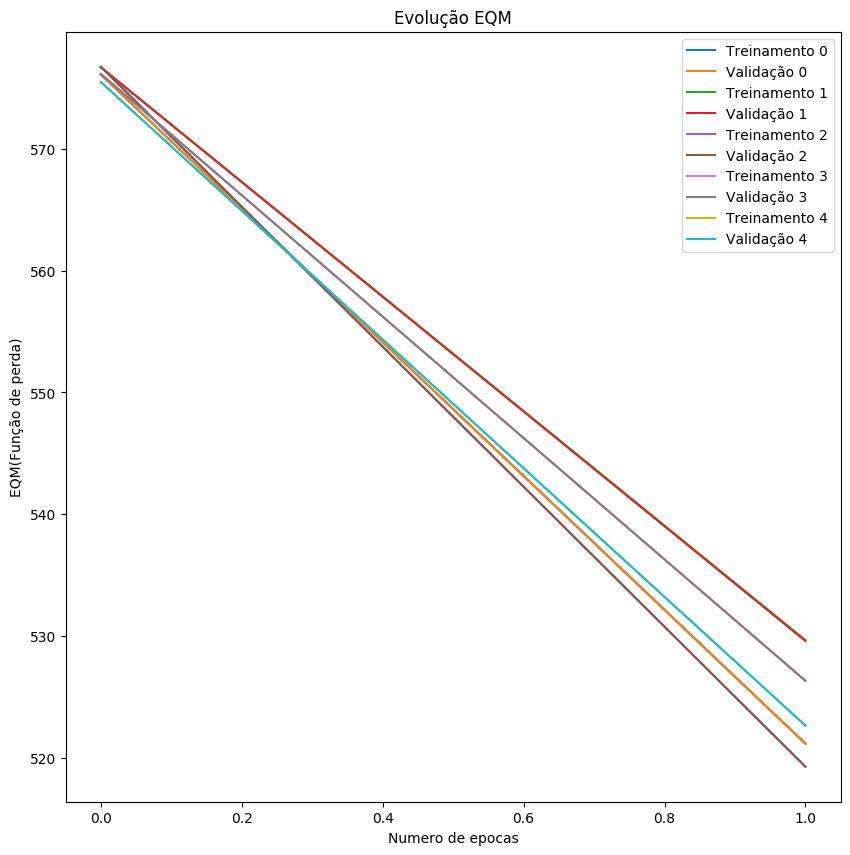 Evolução EQM
Treinamento 0
Validação 0
Treinamento 1
Validação 1
Treinamento 2
Validação 2
Treinamento 3
Validação 3
Treinamento 4
Validação 4
EQM(Função de perda)
570
560
550
540
530
520
0.0 0.2 0.4 0.6 0.8 1.0
Numero de epocas